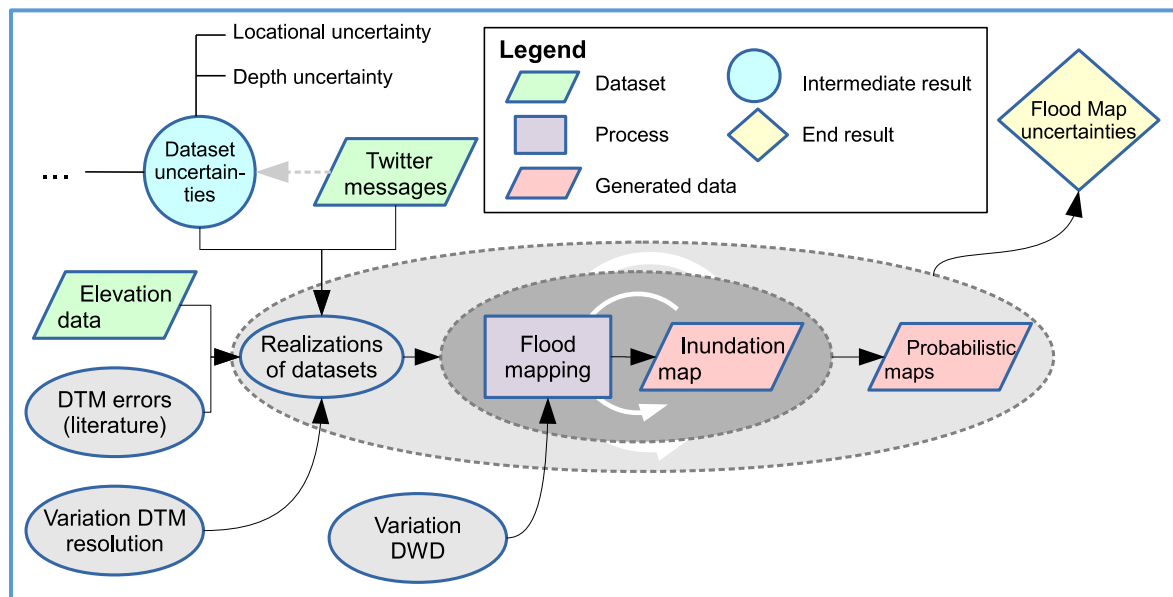 Locational uncertainty
Depth uncertainty
Legend
Dataset
Process
Generated data
Intermediate result
End result
Flood Map
uncertainties
...
Dataset
uncertain-
ties
Twitter
messages
Elevation
data
Realizations
of datasets
Flood
mapping
Inundation
map
Probabilistic
maps
DTM errors
(literature)
Variation DTM
resolution
Variation
DWD